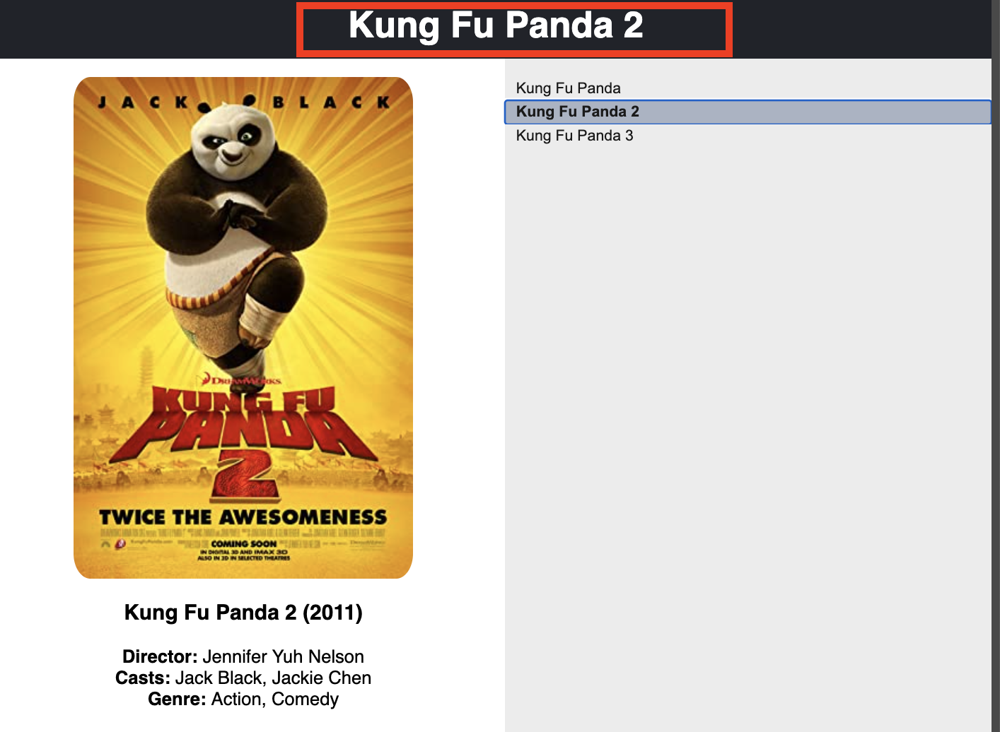 Kung Fu Panda 2
JACK BLACK
DREAMWORKS
KUNG FU
PANDA
2
TWICE THE AWESOMENESS
KungFuPanda.com
COMING SOON
IN DIGITAL 3D AND IMAX 3D
ALSO IN 2D IN SELECTED THEATRES
Kung Fu Panda 2 (2011)
Director: Jennifer Yuh Nelson
Casts: Jack Black, Jackie Chen
Genre: Action, Comedy
Kung Fu Panda
Kung Fu Panda 2
Kung Fu Panda 3